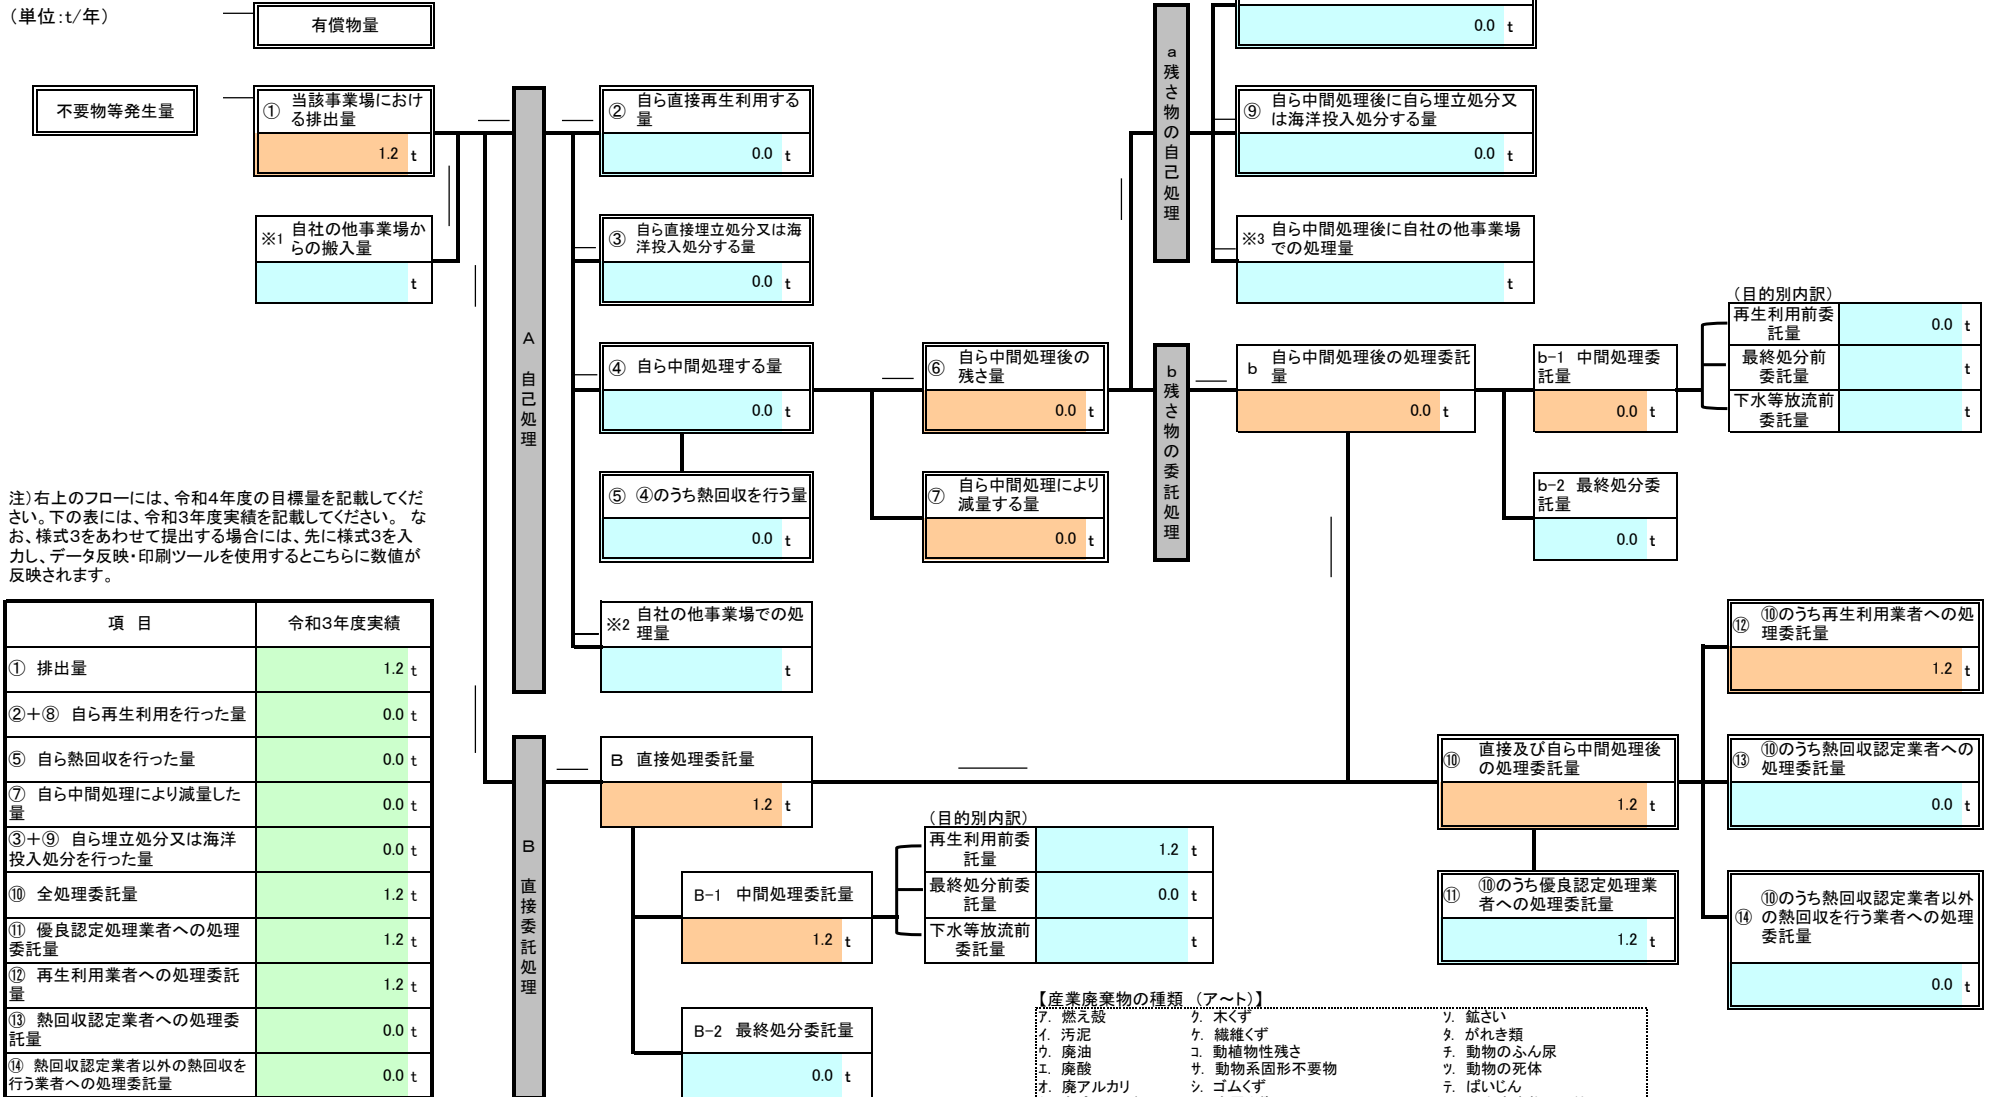 （単位:t/年）
有償物量
0.0 t
不要物等発生量
① 当該事業場におけ
る排出量
1.2 t
② 自ら直接再生利用する
量
0.0 t
a
残さ物の自己処理
⑨ 自ら中間処理後に自ら埋立処分又
は海洋投入処分する量
0.0 t
※1 自社の他事業場か
らの搬入量
t
③ 自ら直接埋立処分又は海
洋投入処分する量
0.0 t
※3 自ら中間処理後に自社の他事業場
での処理量
t
A 自己処理
④ 自ら中間処理する量
0.0 t
⑥ 自ら中間処理後の
残さ量
0.0 t
b
残さ物の委託処理
b 自ら中間処理後の処理委託
量
0.0 t
b-1 中間処理委
託量
0.0 t
（目的別内訳）
再生利用前委
託量
0.0 t
最終処分前
委託量
t
下水等放流前
委託量
t
⑤ ④のうち熱回収を行う量
0.0 t
⑦ 自ら中間処理により
減量する量
0.0 t
b-2 最終処分委
託量
0.0 t
注）右上のフローには、令和4年度の目標量を記載してくだ
さい。下の表には、令和3年度実績を記載してください。 な
お、様式3をあわせて提出する場合には、先に様式3を入
力し、データ反映・印刷ツールを使用するとこちらに数値が
反映されます。
※2 自社の他事業場での処
理量
t
項 目 令和3年度実績
① 排出量 1.2 t
②+⑧ 自ら再生利用を行った量 0.0 t
⑤ 自ら熱回収を行った量 0.0 t
⑦ 自ら中間処理により減量した
量 0.0 t
③+⑨ 自ら埋立処分又は海洋
投入処分を行った量 0.0 t
⑩ 全処理委託量 1.2 t
⑪ 優良認定処理業者への処理
委託量 1.2 t
⑫ 再生利用業者への処理委託
量 1.2 t
⑬ 熱回収認定業者への処理委
託量 0.0 t
⑭ 熱回収認定業者以外の熱回収を
行う業者への処理委託量 0.0 t
B 直接委託処理
B 直接処理委託量
1.2 t
B-1 中間処理委託量
1.2 t
（目的別内訳）
再生利用前委
託量
1.2 t
最終処分前委
託量
0.0 t
下水等放流前
委託量
t
B-2 最終処分委託量
0.0 t
⑩ 直接及び自ら中間処理後
の処理委託量
1.2 t
⑪ ⑩のうち優良認定処理業
者への処理委託量
1.2 t
⑫ ⑩のうち再生利用業者への処
理委託量
1.2 t
⑬ ⑩のうち熱回収認定業者への
処理委託量
0.0 t
⑭ ⑩のうち熱回収認定業者以外
の熱回収を行う業者への処理
委託量
0.0 t
【産業廃棄物の種類 （ア～ト）】
ア. 燃え殻 ク. 木くず ソ. 鉱さい
イ. 汚泥 ケ. 繊維くず タ. がれき類
ウ. 廃油 コ. 動植物性残さ チ. 動物のふん尿
エ. 廃酸 サ. 動物系固形不要物 ツ. 動物の死体
オ. 廃アルカリ シ. ゴムくず テ. ばいじん